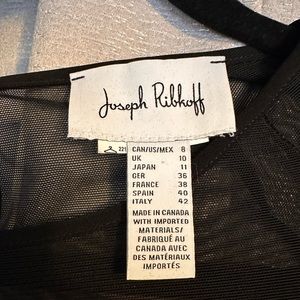 Joseph Ribkoff
221 CAN/US/MEX 8
UK 10
JAPAN 11
GER 36
FRANCE 38
SPAIN 40
ITALY 42
MADE IN CANADA
WITH IMPORTED
MATERIALS/
FABRIQUÉ AU
CANADA AVEC
DES MATÉRIAUX
IMPORTÉS